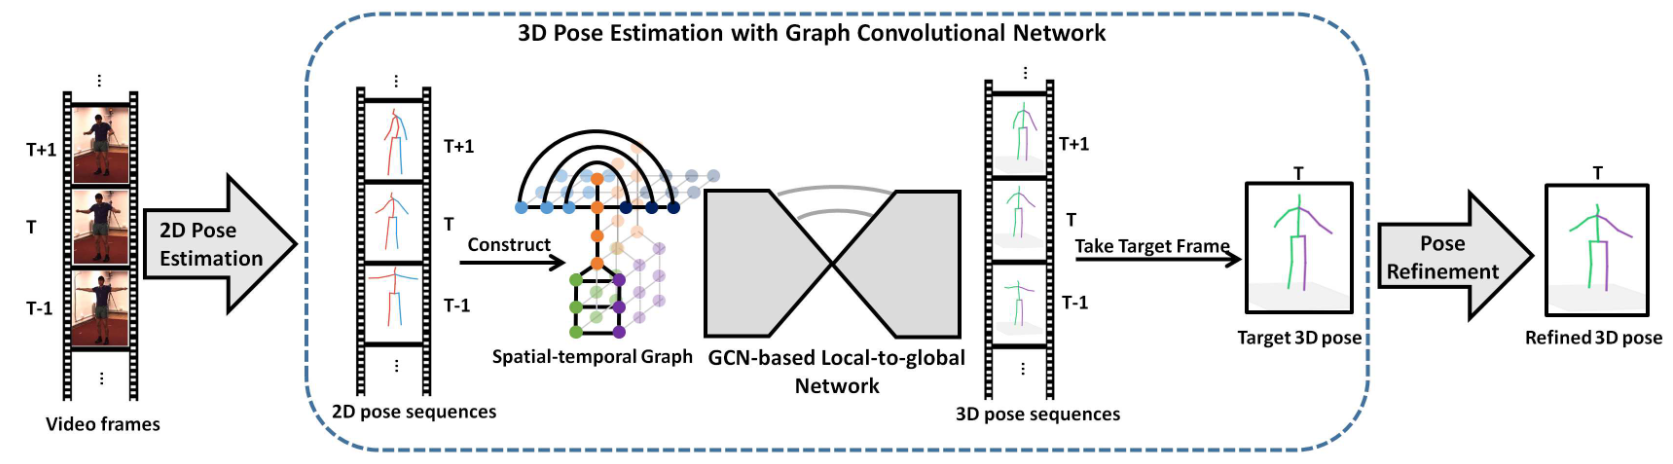 3D Pose Estimation with Graph Convolutional Network
⋮
T+1
T
T-1
⋮
Video frames
2D Pose
Estimation
⋮
T+1
T
T-1
⋮
2D pose sequences
Construct
Spatial-temporal Graph
GCN-based Local-to-global
Network
⋮
T+1
T
T-1
⋮
3D pose sequences
Take Target Frame
T
Target 3D pose
Pose
Refinement
T
Refined 3D pose